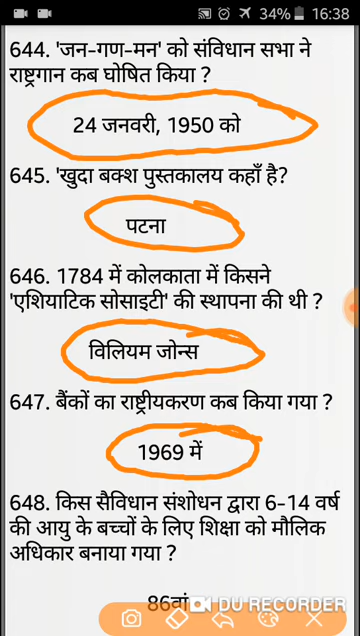 34% 16:38
644. 'जन-गण-मन' को संविधान सभा ने
राष्ट्रगान कब घोषित किया ?
24 जनवरी, 1950 को
645. 'खुदा बक्श पुस्तकालय कहाँ है?
पटना
646. 1784 में कोलकाता में किसने
'एशियाटिक सोसाइटी' की स्थापना की थी ?
विलियम जोन्स
647. बैंकों का राष्ट्रीयकरण कब किया गया ?
1969 में
648. किस सैविधान संशोधन द्वारा 6-14 वर्ष
की आयु के बच्चों के लिए शिक्षा को मौलिक
अधिकार बनाया गया ?
86वां
DU RECORDER